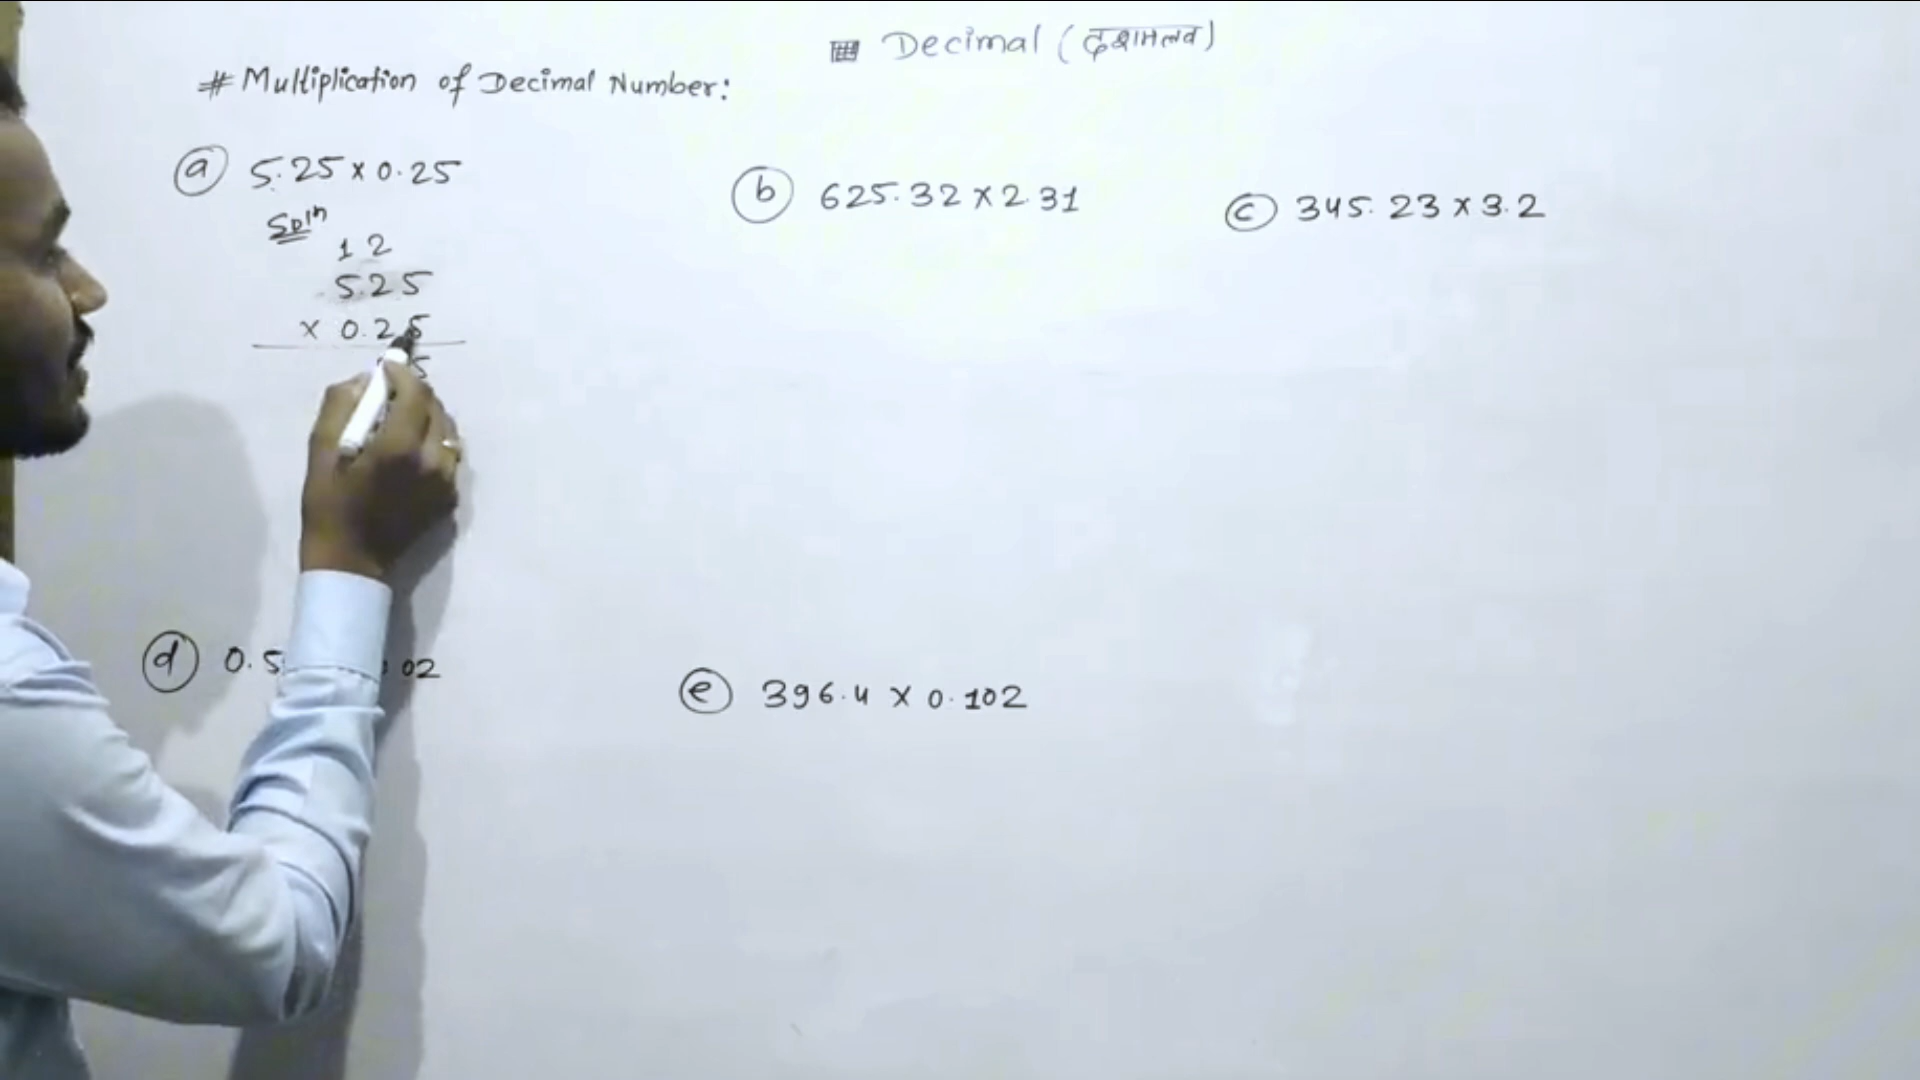 Decimal (दशमलव)
# Multiplication of Decimal Number:
a 5.25 x 0.25
b 625.32 x 2.31
c 345.23 x 3.2
Soln
1 2
5.25
x 0.25
5
d 0.5 02
e 396.4 x 0.102